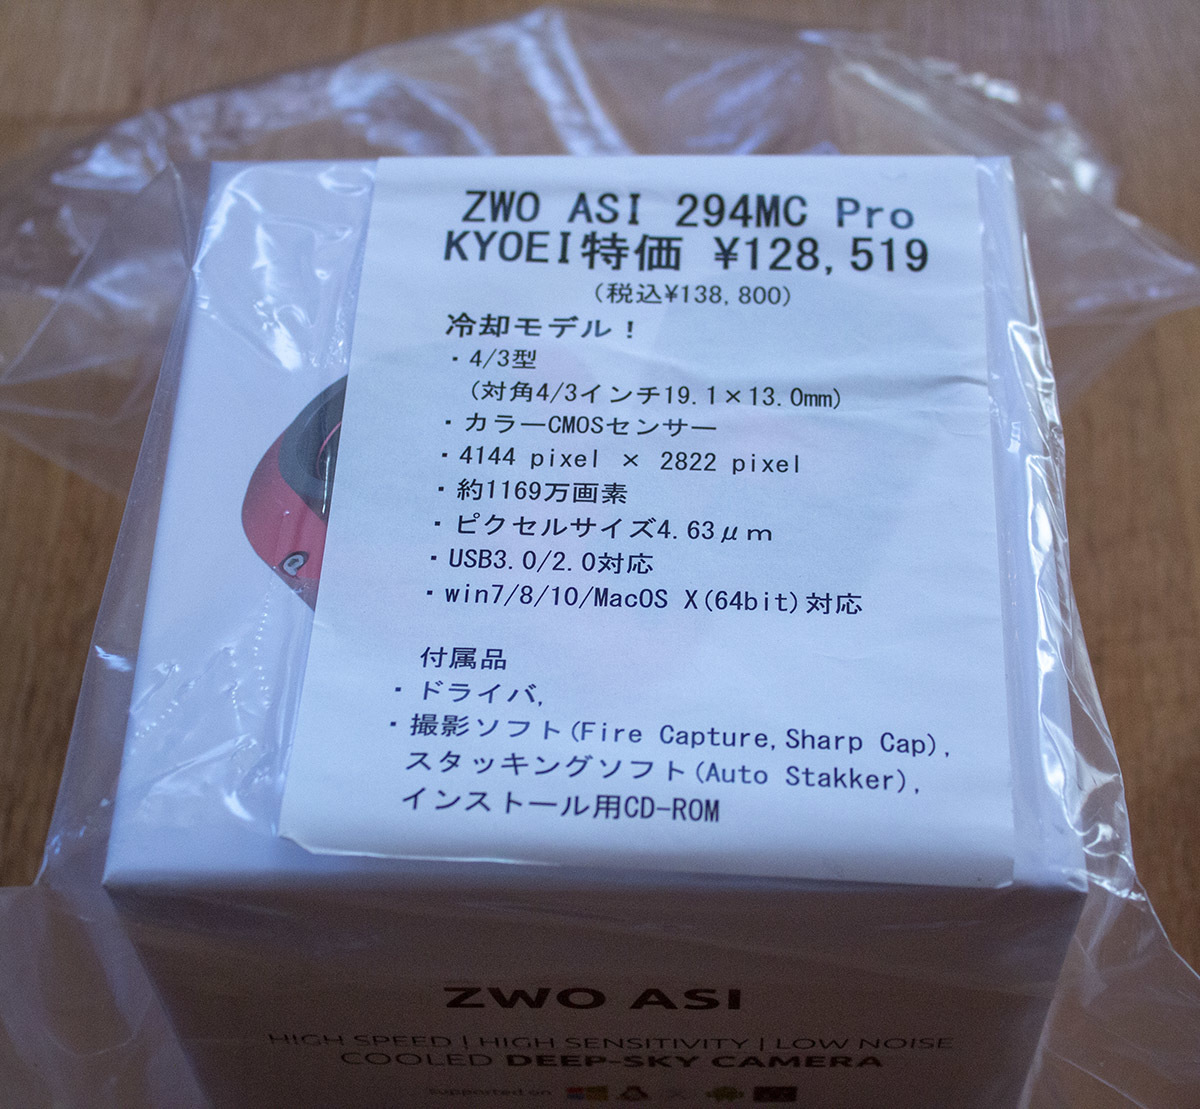 ZWO ASI 294MC Pro
KYOEI特価 ¥128,519
(税込¥138,800)
冷却モデル！
・4/3型
(対角4/3インチ19.1×13.0mm)
・カラーCMOSセンサー
・4144 pixel × 2822 pixel
・約1169万画素
・ピクセルサイズ4.63μm
・USB3.0/2.0対応
・win7/8/10/MacOS X(64bit)対応
付属品
・ドライバ,
・撮影ソフト(Fire Capture,Sharp Cap),
スタッキングソフト(Auto Stakker),
インストール用CD-ROM
ZWO ASI
HIGH SPEED | HIGH SENSITIVITY | LOW NOISE
COOLED DEEP-SKY CAMERA
supported on